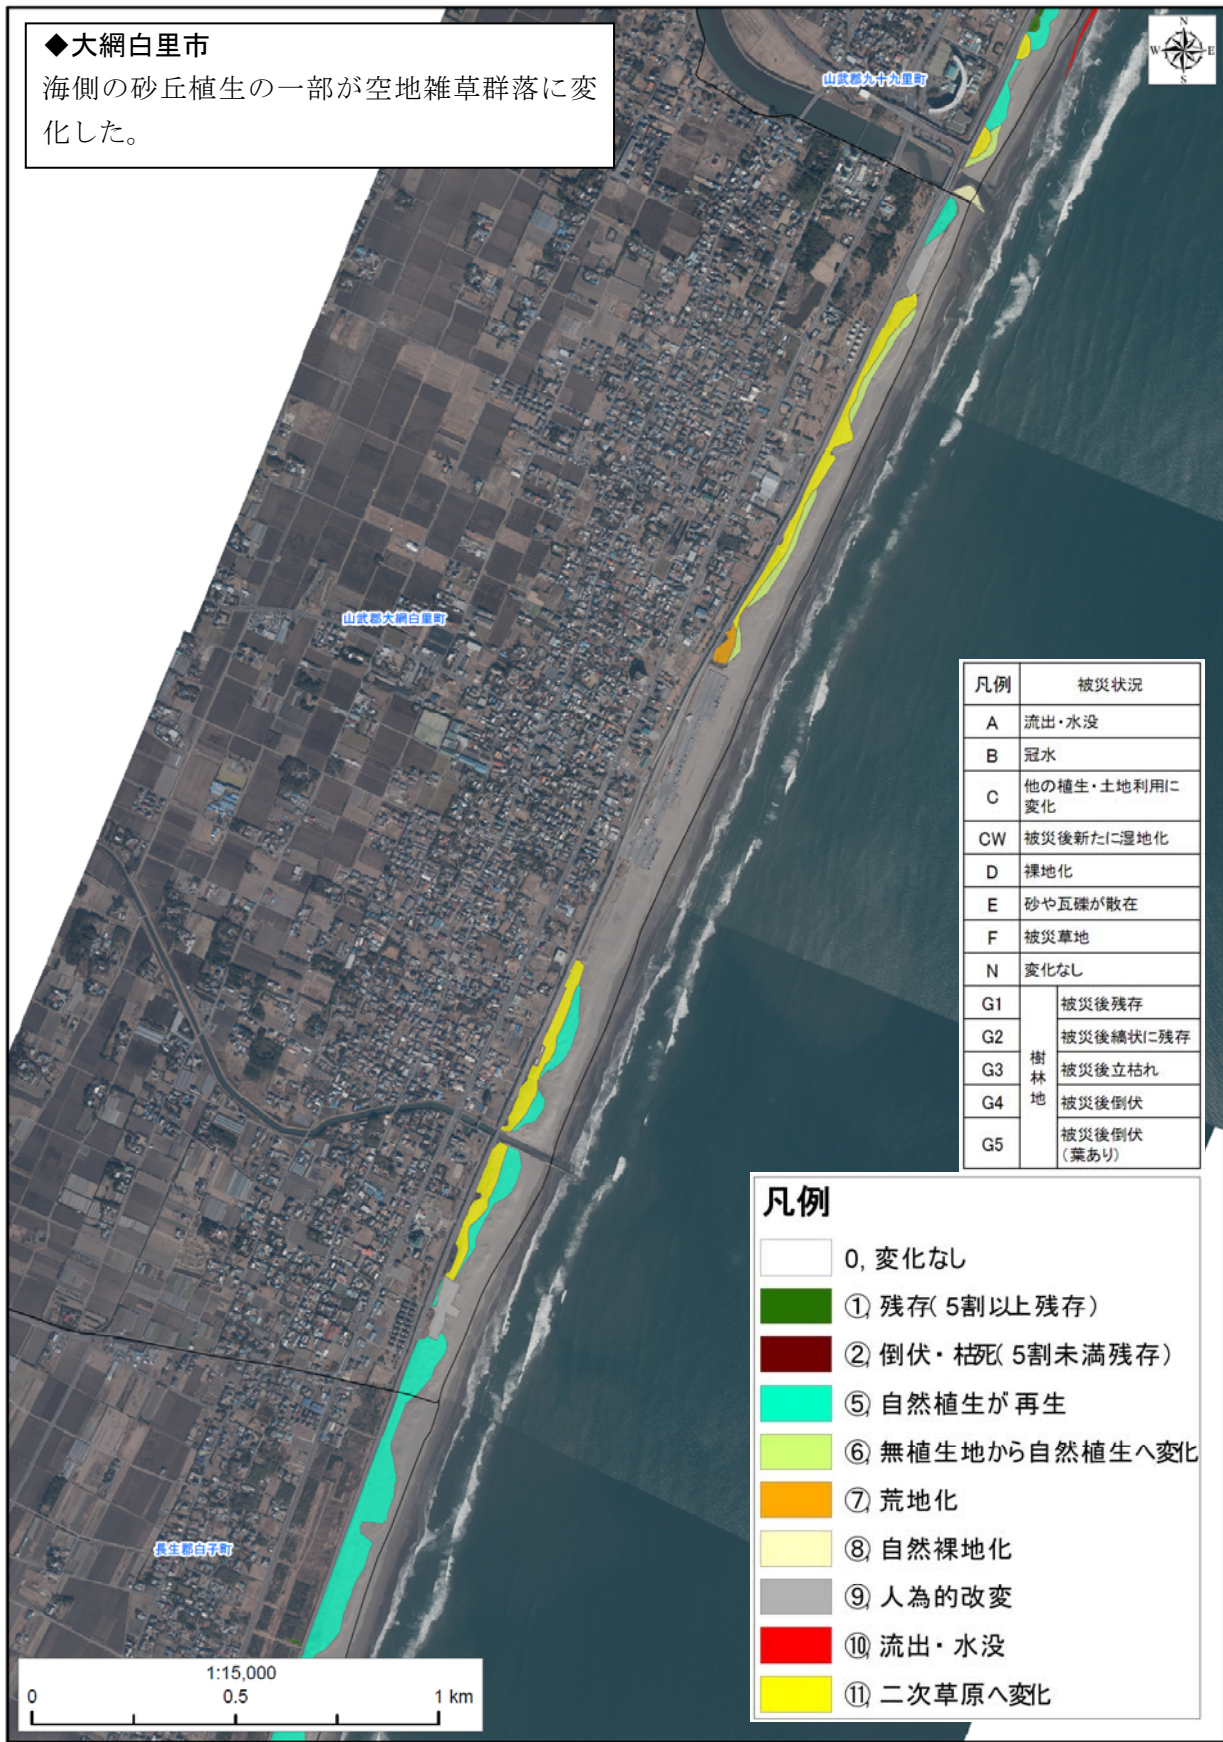 ◆大網白里市
海側の砂丘植生の一部が空地雑草群落に変
化した。
N
W E
S
山武郡九十九里町
山武郡大網白里町
長生郡白子町
凡例 被災状況
A 流出・水没
B 冠水
C 他の植生・土地利用に
変化
CW 被災後新たに湿地化
D 裸地化
E 砂や瓦礫が散在
F 被災草地
N 変化なし
樹林地
G1 被災後残存
G2 被災後縞状に残存
G3 被災後立枯れ
G4 被災後倒伏
G5 被災後倒伏
(葉あり)
凡例
0, 変化なし
①, 残存( 5割以上残存)
②, 倒伏・枯死( 5割未満残存)
⑤, 自然植生が再生
⑥, 無植生地から自然植生へ変化
⑦, 荒地化
⑧, 自然裸地化
⑨, 人為的改変
⑩, 流出・水没
⑪, 二次草原へ変化
1:15,000
0 0.5 1 km